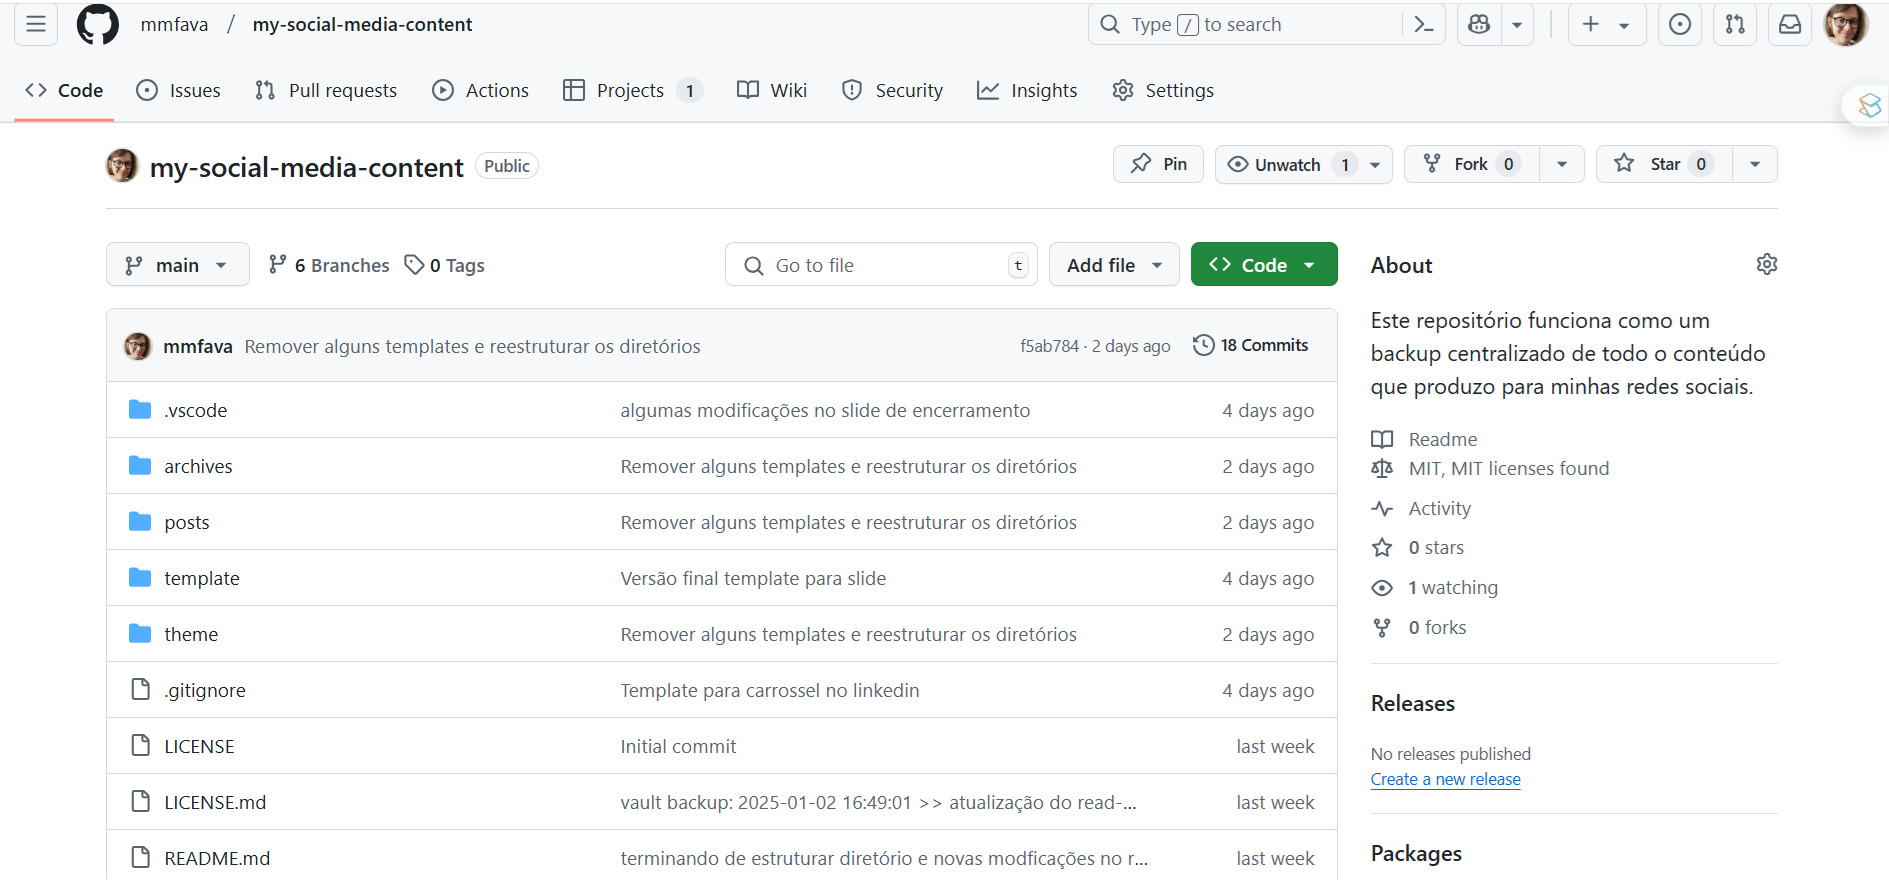 mmfava / my-social-media-content
Type / to search
Code
Issues
Pull requests
Actions
Projects 1
Wiki
Security
Insights
Settings
my-social-media-content Public
Pin
Unwatch 1
Fork 0
Star 0
main
6 Branches
0 Tags
Go to file t
Add file
Code
mmfava Remover alguns templates e reestruturar os diretórios f5ab784 · 2 days ago 18 Commits
.vscode algumas modificações no slide de encerramento 4 days ago
archives Remover alguns templates e reestruturar os diretórios 2 days ago
posts Remover alguns templates e reestruturar os diretórios 2 days ago
template Versão final template para slide 4 days ago
theme Remover alguns templates e reestruturar os diretórios 2 days ago
.gitignore Template para carrossel no linkedin 4 days ago
LICENSE Initial commit last week
LICENSE.md vault backup: 2025-01-02 16:49:01 >> atualização do read-... last week
README.md terminando de estruturar diretório e novas modficações no r... last week
About
Este repositório funciona como um
backup centralizado de todo o conteúdo
que produzo para minhas redes sociais.
Readme
MIT, MIT licenses found
Activity
0 stars
1 watching
0 forks
Releases
No releases published
Create a new release
Packages